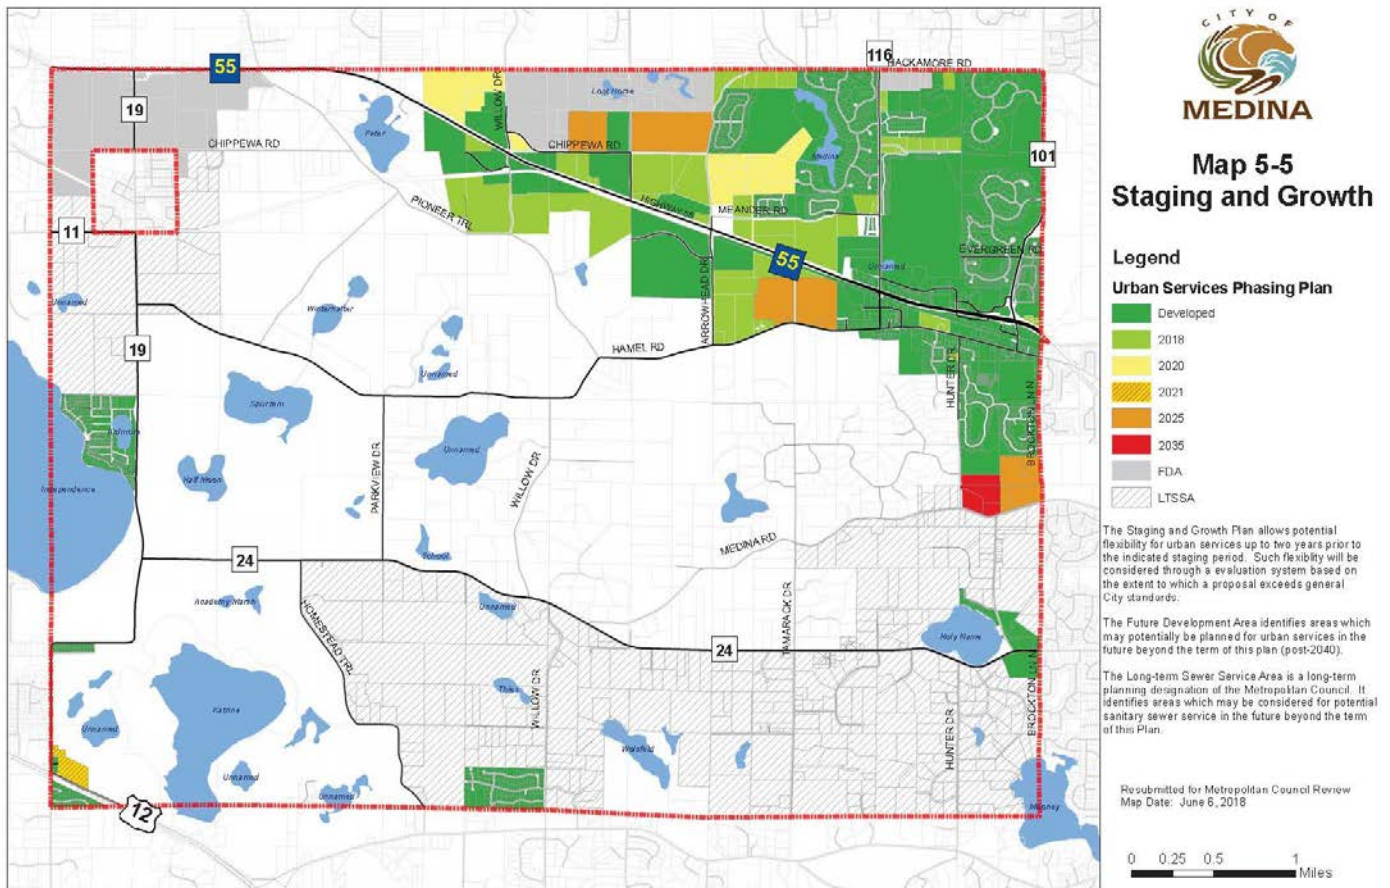 CITY OF
MEDINA
Map 5-5
Staging and Growth
Legend
Urban Services Phasing Plan
Developed
2018
2020
2021
2025
2035
FDA
LTSSA
The Staging and Growth Plan allows potential
flexibility for urban services up to two years prior to
the indicated staging period. Such flexiblity will be
considered through a evaluation system based on
the extent to which a proposal exceeds general
City standards.
The Future Development Area identifies areas which
may potentially be planned for urban services in the
future beyond the term of this plan (post-2040).
The Long-term Sewer Service Area is a long-term
planning designation of the Metropolitan Council. It
identifies areas which may be considered for potential
sanitary sewer service in the future beyond the term
of this Plan.
Resubmitted for Metropolitan Council Review
Map Date: June 6, 2018
0 0.25 0.5 1
Miles
55
116
HACKAMORE RD
19
WILLOW DR
Peter
CHIPPEWA RD
CHIPPEWA RD
Medina
101
PIONEER TRL
HIGHWAY 55
MEANDER RD
11
EVERGREEN RD
55
Unnamed
Unnamed
ARROWHEAD DR
Winterhalter
19
HAMEL RD
Unnamed
HUNTER DR
BROCKTON LN N
Spurzem
Independence
Half Moon
PARKVIEW DR
Unnamed
WILLOW DR
MEDINA RD
24
School
Academy Marsh
Unnamed
HOMESTEAD TRL
TAMARACK DR
Holy Name
24
Katrina
Thies
WILLOW DR
Unnamed
Wolsfeld
HUNTER DR
BROCKTON LN N
Unnamed
Unnamed
12
Mooney